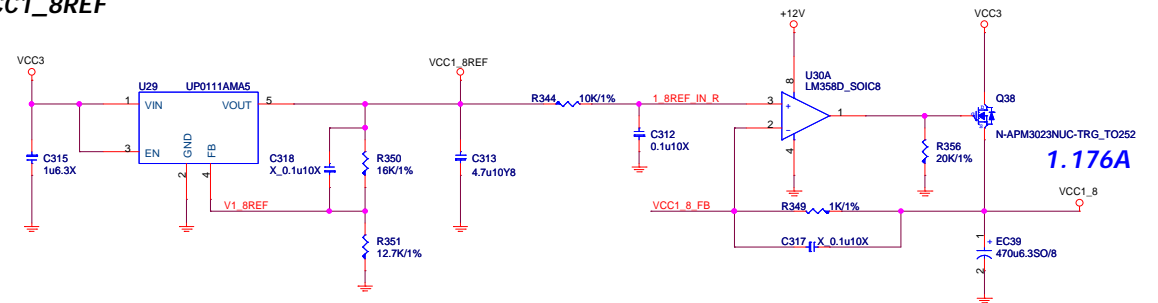 VCC1_8REF
+12V
VCC3
VCC3
VCC1_8REF
U29
UP0111AMA5
U30A
LM358D_SOIC8
1
VIN
VOUT
5
R344
10K/1%
1_8REF_IN_R
3
+
8
1
Q38
2
-
4
N-APM3023NUC-TRG_TO252
3
EN
GND
FB
2
4
C315
1u6.3X
C318
X_0.1u10X
R350
16K/1%
C313
4.7u10Y8
C312
0.1u10X
R356
20K/1%
1.176A
V1_8REF
VCC1_8_FB
R349
1K/1%
VCC1_8
R351
12.7K/1%
C317
X_0.1u10X
1
+
EC39
470u6.3SO/8
2